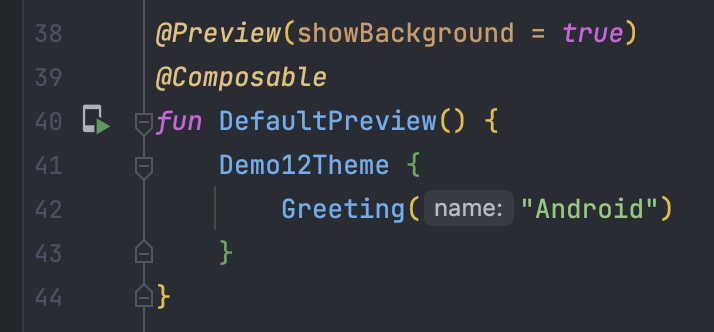 38 @Preview(showBackground = true)
39 @Composable
40 fun DefaultPreview() {
41     Demo12Theme {
42         Greeting( name: "Android")
43     }
44 }